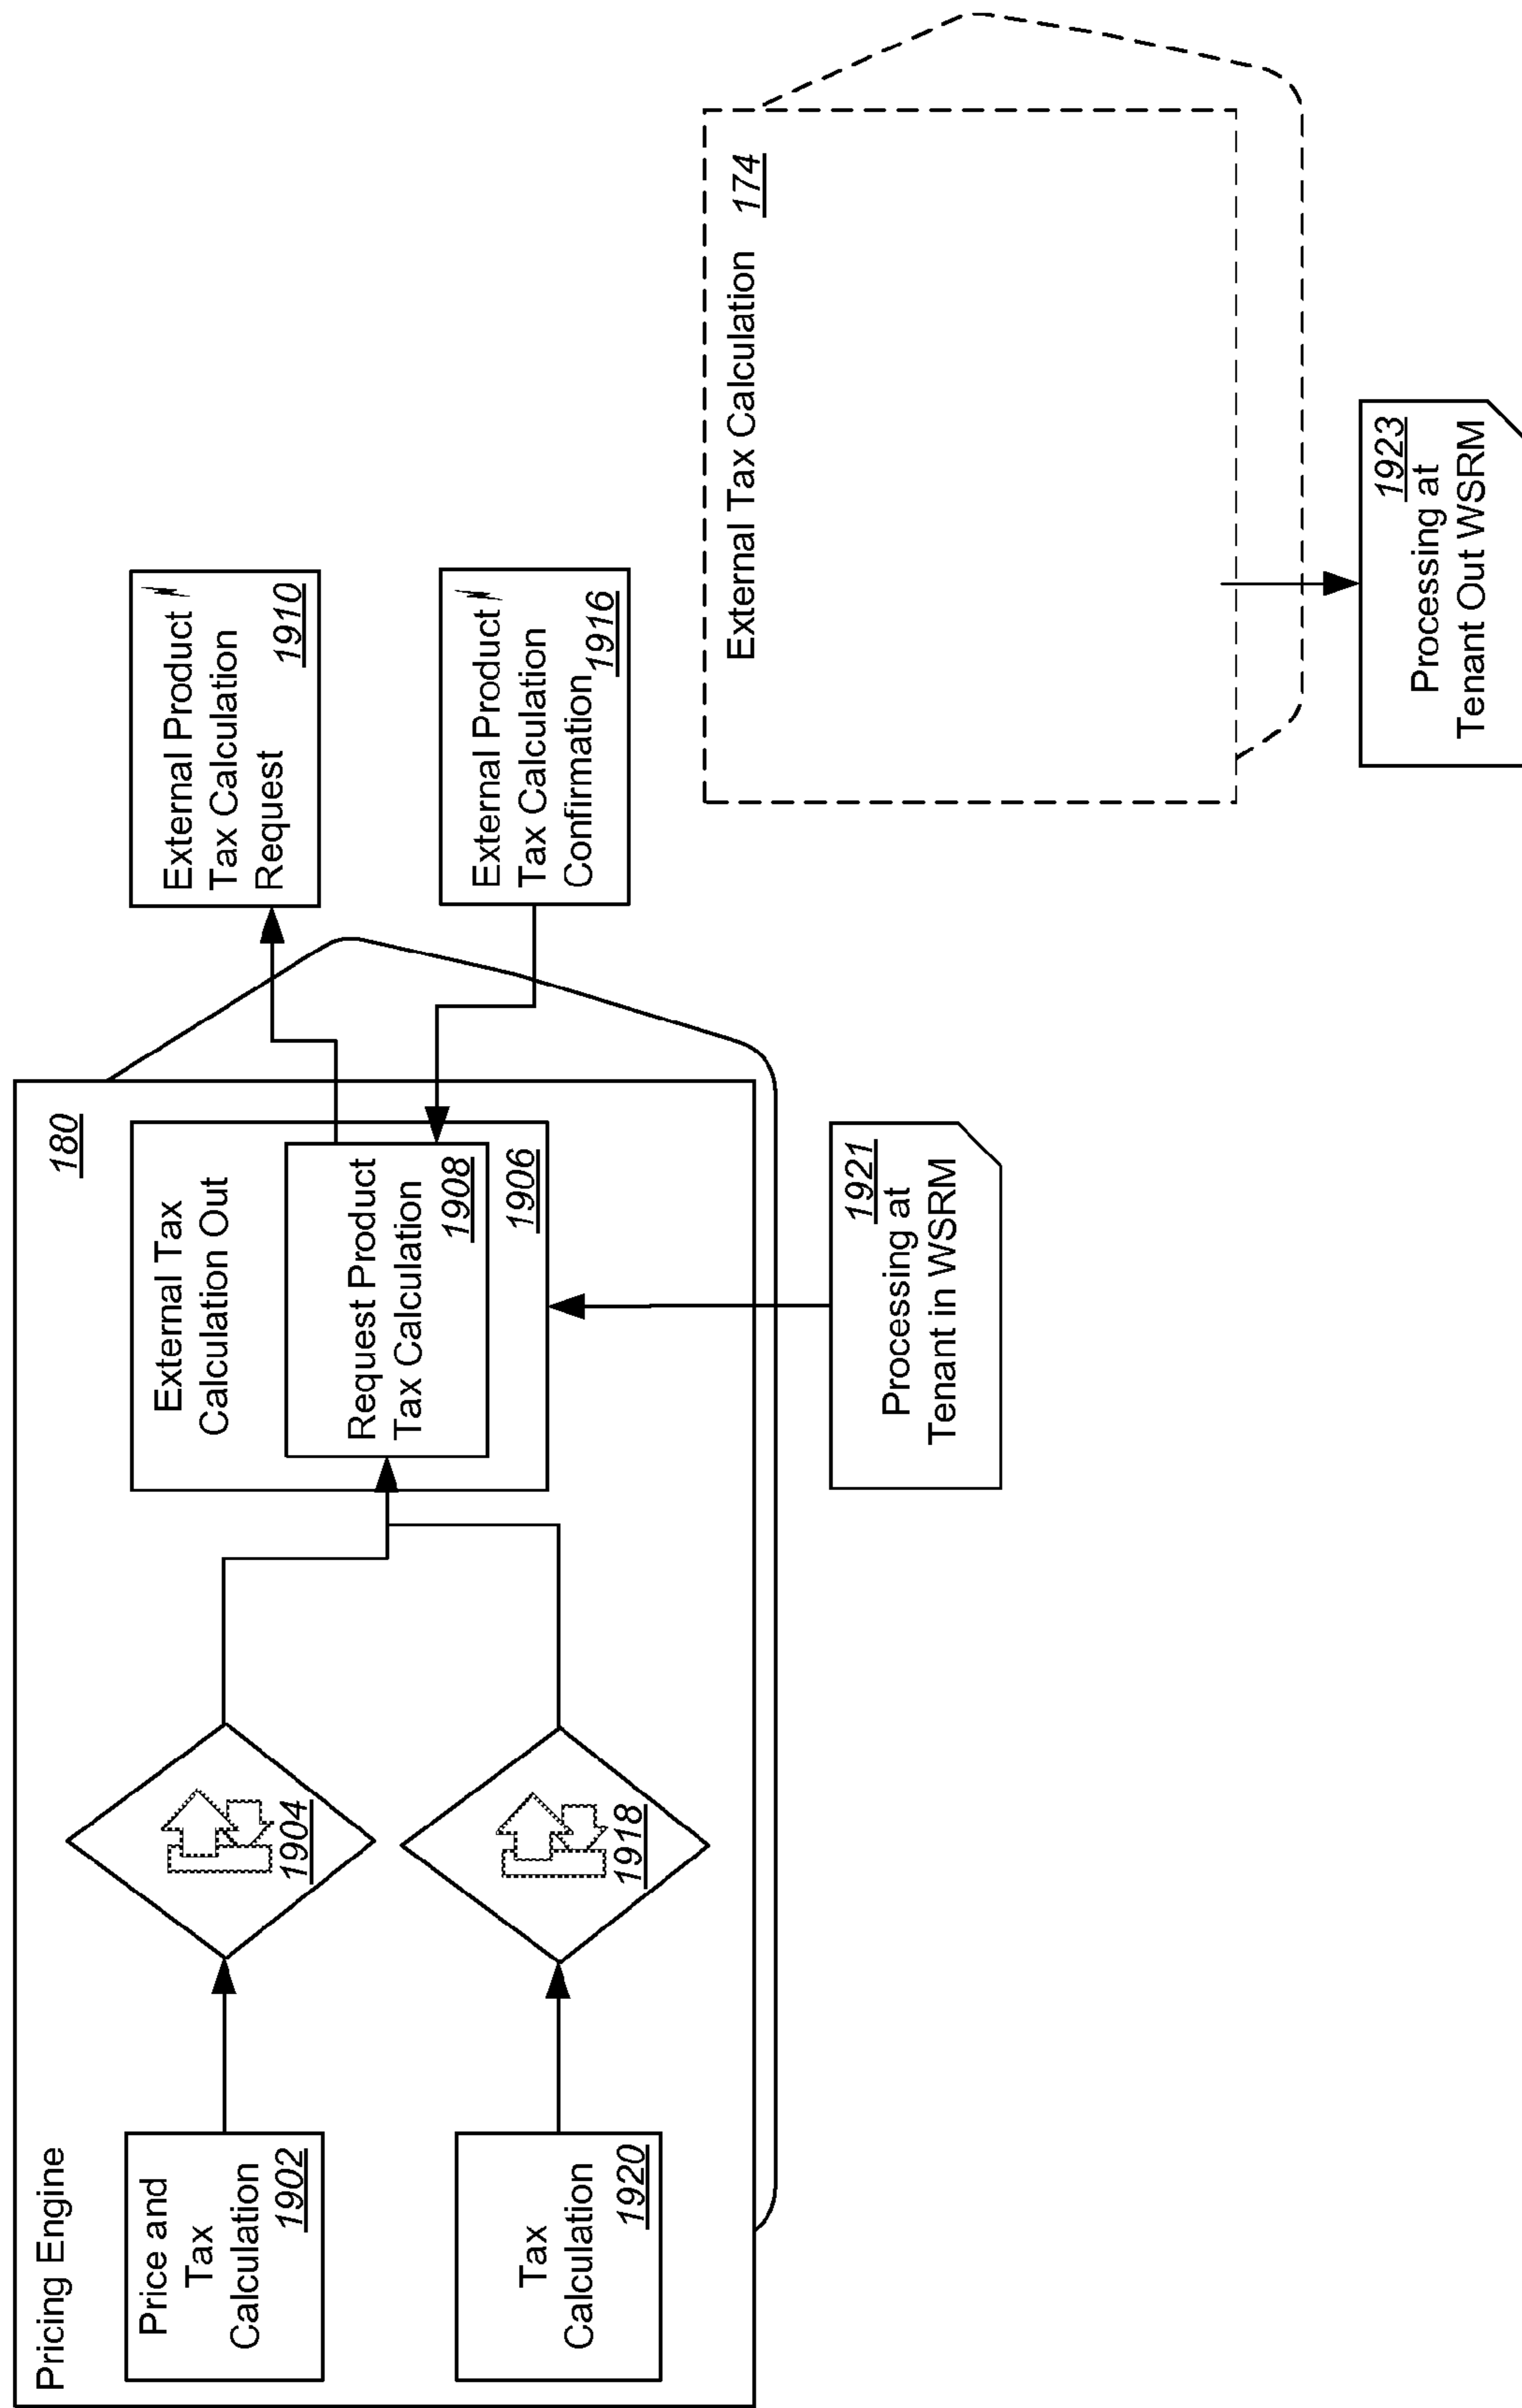 Pricing Engine
180
Price and
Tax
Calculation
1902
1904
Tax
Calculation
1920
1918
External Tax
Calculation Out
Request Product
Tax Calculation
1908
1906
External Product
Tax Calculation
Request
1910
External Product
Tax Calculation
Confirmation
1916
1921
Processing at
Tenant in WSRM
External Tax Calculation 174
1923
Processing at
Tenant Out WSRM